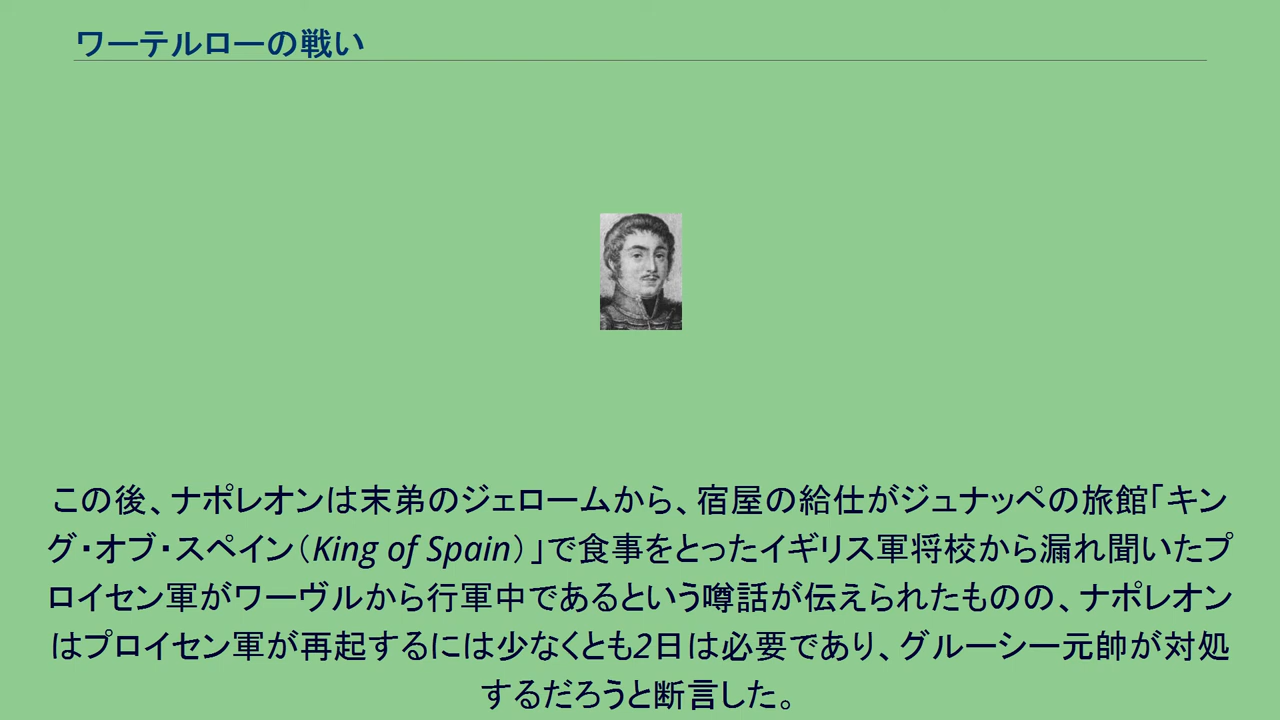 ワーテルローの戦い
この後、ナポレオンは末弟のジェロームから、宿屋の給仕がジュナッペの旅館「キン
グ・オブ・スペイン（King of Spain）」で食事をとったイギリス軍将校から漏れ聞いたプ
ロイセン軍がワーヴルから行軍中であるという噂話が伝えられたものの、ナポレオン
はプロイセン軍が再起するには少なくとも2日は必要であり、グルーシー元帥が対処
するだろうと断言した。